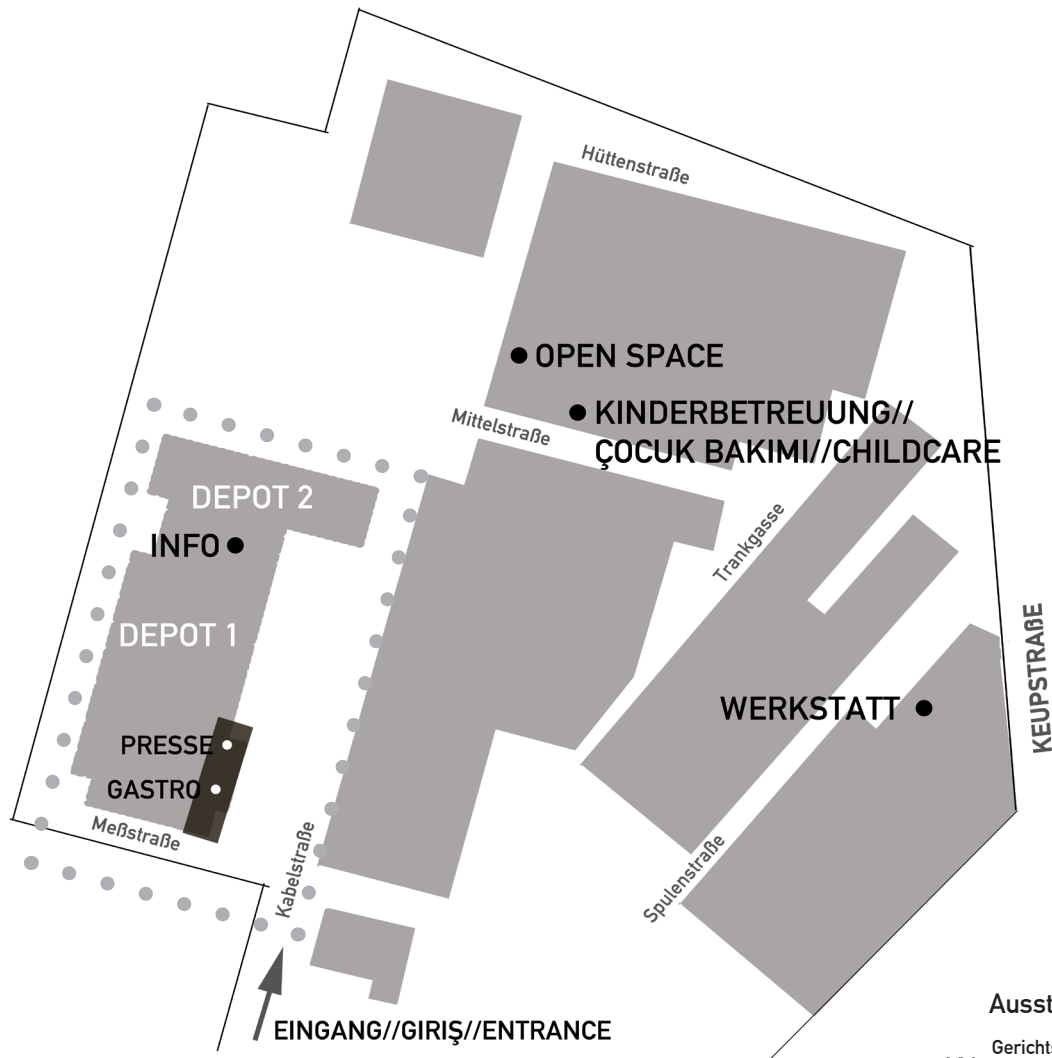 Hüttenstraße
OPEN SPACE
KINDERBETREUUNG//
ÇOCUK BAKIMI//CHILDCARE
Mittelstraße
DEPOT 2
INFO
Trankgasse
DEPOT 1
KEUPSTRAßE
WERKSTATT
PRESSE
GASTRO
Meßstraße
Kabelstraße
Spulenstraße
EINGANG//GIRIŞ//ENTRANCE